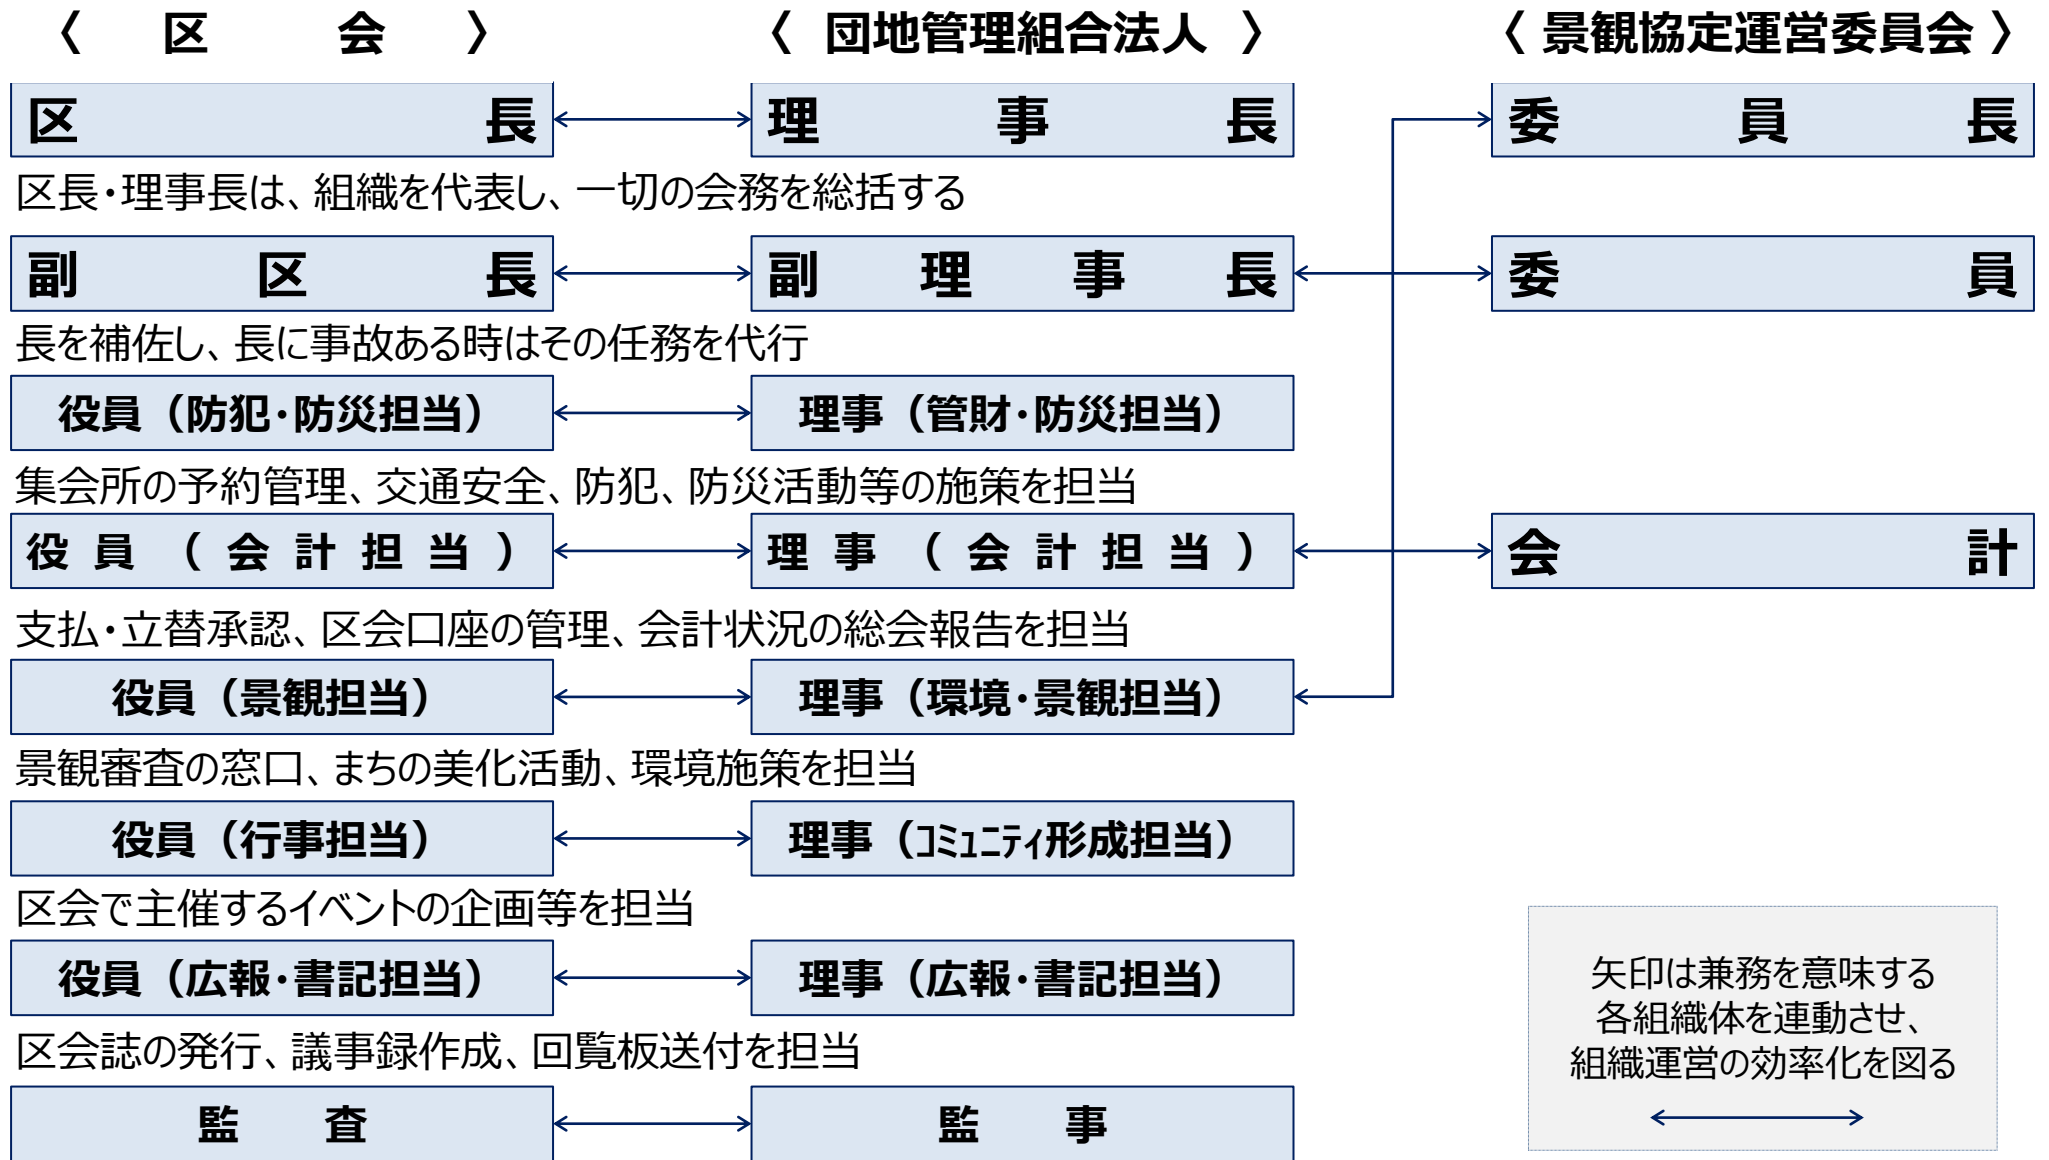 〈 区 会 〉 〈 団地管理組合法人 〉 〈 景観協定運営委員会 〉
区長 理事長 委員長
区長・理事長は、組織を代表し、一切の会務を総括する
副区長 副理事長 委員
長を補佐し、長に事故ある時はその任務を代行
役員（防犯・防災担当） 理事（管財・防災担当）
集会所の予約管理、交通安全、防犯、防災活動等の施策を担当
役員（会計担当） 理事（会計担当） 会計
支払・立替承認、区会口座の管理、会計状況の総会報告を担当
役員（景観担当） 理事（環境・景観担当）
景観審査の窓口、まちの美化活動、環境施策を担当
役員（行事担当） 理事（ｺﾐｭﾆﾃｨ形成担当）
区会で主催するイベントの企画等を担当
役員（広報・書記担当） 理事（広報・書記担当）
区会誌の発行、議事録作成、回覧板送付を担当
監査 監事
矢印は兼務を意味する
各組織体を連動させ、
組織運営の効率化を図る